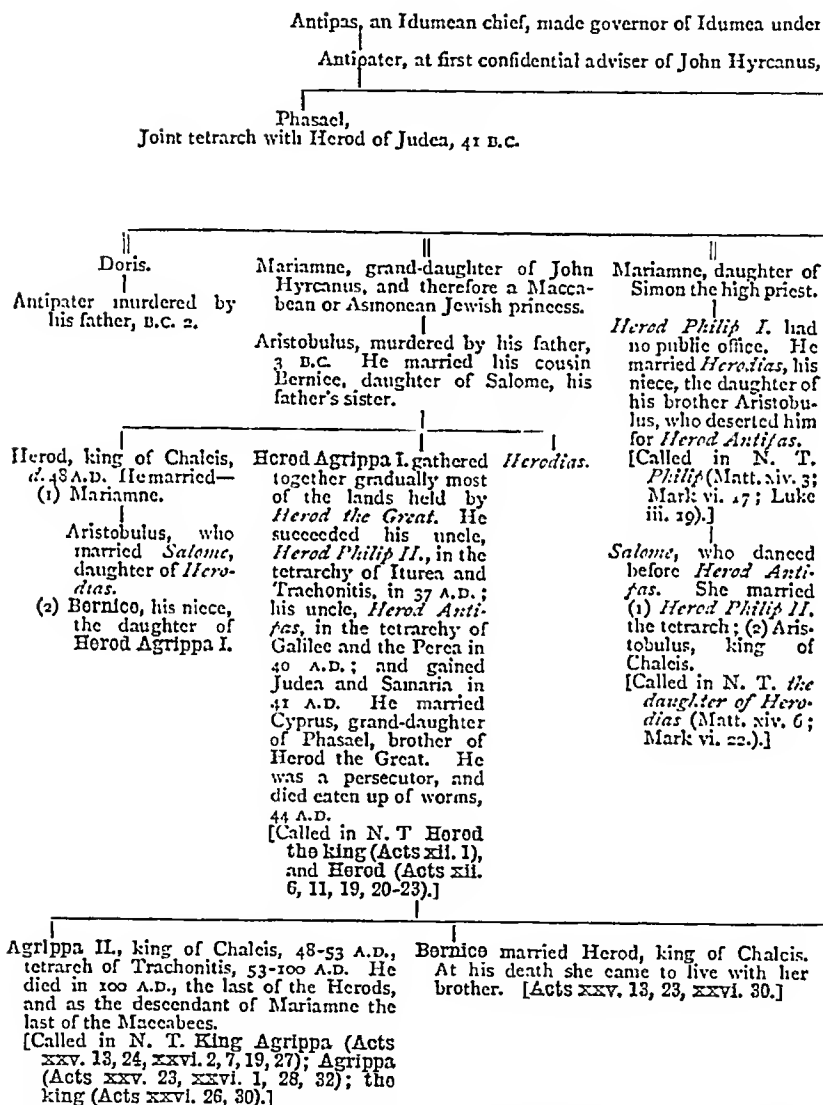 Antipas, an Idumean chief, made governor of Idumea under
Antipater, at first confidential adviser of John Hyrcanus,
Phasael,
Joint tetrarch with Herod of Judea, 41 B.C.
Doris.
Antipater murdered by
his father, B.C. 2.
Mariamne, grand-daughter of John
Hyrcanus, and therefore a Macca-
bean or Asmonean Jewish princess.
Aristobulus, murdered by his father,
3 B.C. He married his cousin
Bernice, daughter of Salome, his
father's sister.
Mariamne, daughter of
Simon the high priest.
Herod Philip I. had
no public office. He
married Herodias, his
niece, the daughter of
his brother Aristobu-
lus, who deserted him
for Herod Antipas.
[Called in N. T.
Philip (Matt. xiv. 3;
Mark vi. 17; Luke
iii. 19).]
Salome, who danced
before Herod Anti-
pas. She married
(1) Herod Philip II.
the tetrarch; (2) Aris-
tobulus, king of
Chalcis.
[Called in N. T. the
daughter of Hero-
dias (Matt. xiv. 6;
Mark vi. 22.).]
Herod, king of Chalcis,
d. 48 A.D. He married—
(1) Mariamne.
Aristobulus, who
married Salome,
daughter of Hero-
dias.
(2) Bernice, his niece,
the daughter of
Herod Agrippa I.
Herod Agrippa I. gathered
together gradually most
of the lands held by
Herod the Great. He
succeeded his uncle,
Herod Philip II., in the
tetrarchy of Iturea and
Trachonitis, in 37 A.D.;
his uncle, Herod Anti-
pas, in the tetrarchy of
Galilee and the Perea in
40 A.D.; and gained
Judea and Samaria in
41 A.D. He married
Cyprus, grand-daughter
of Phasael, brother of
Herod the Great. He
was a persecutor, and
died eaten up of worms,
44 A.D.
[Called in N. T Herod
the king (Acts xii. 1),
and Herod (Acts xii.
6, 11, 19, 20-23).]
Herodias.
Agrippa II., king of Chalcis, 48-53 A.D.,
tetrarch of Trachonitis, 53-100 A.D. He
died in 100 A.D., the last of the Herods,
and as the descendant of Mariamne the
last of the Maccabees.
[Called in N. T. King Agrippa (Acts
xxv. 13, 24, xxvi. 2, 7, 19, 27); Agrippa
(Acts xxv. 23, xxvi. 1, 28, 32); the
king (Acts xxvi. 26, 30).]
Bernice married Herod, king of Chalcis.
At his death she came to live with her
brother. [Acts xxv. 13, 23, xxvi. 30.]